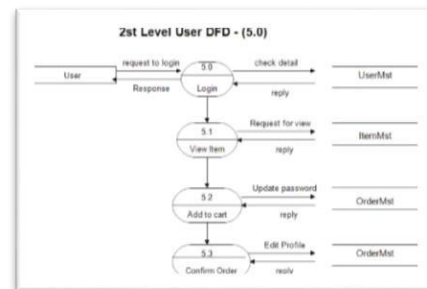 2st Level User DFD - (5.0)
request to login
5.0
check detail
User
UserMst
Response
Login
reply
5.1
Request for view
ItemMst
View Item
reply
5.2
Update password
OrderMst
Add to cart
reply
5.3
Edit Profile
OrderMst
Confirm Order
reply